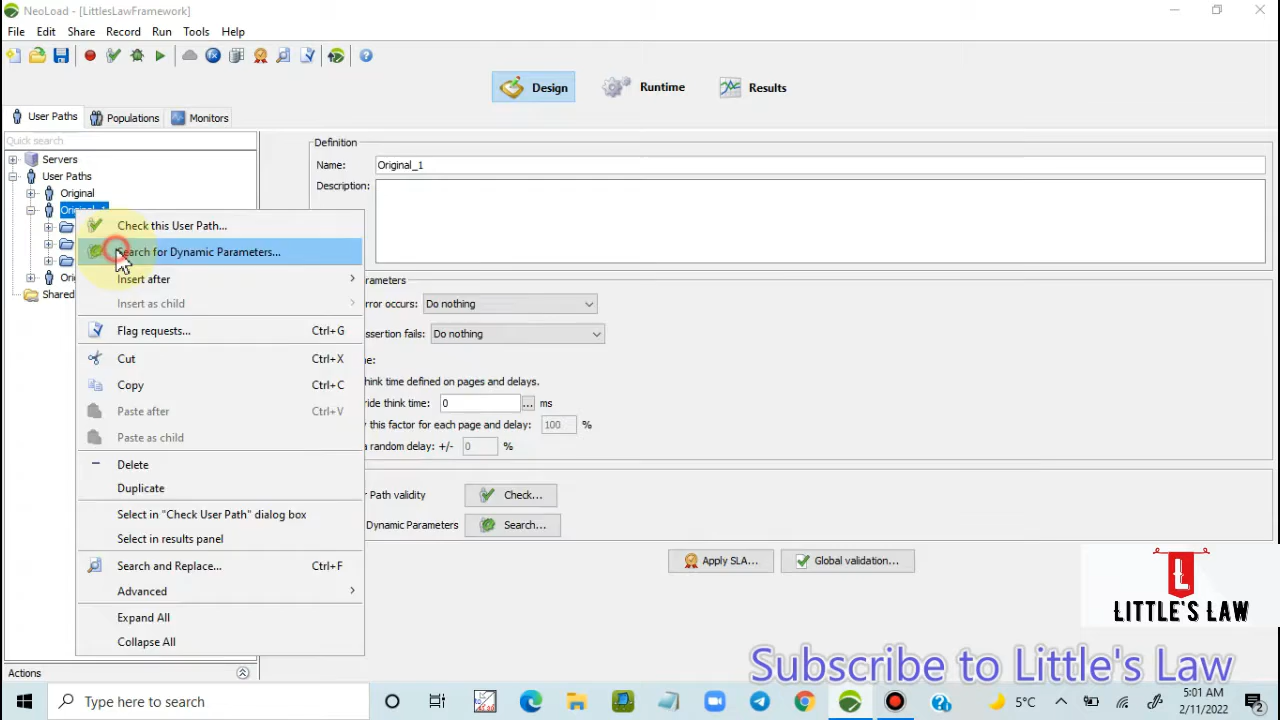 NeoLoad - [LittlesLawFramework]
File Edit Share Record Run Tools Help
Design Runtime Results
User Paths Populations Monitors
Quick search
Servers
User Paths
Original
Original_1
Check this User Path...
Search for Dynamic Parameters...
Insert after
Insert as child
Flag requests... Ctrl+G
Cut Ctrl+X
Copy Ctrl+C
Paste after Ctrl+V
Paste as child
Delete
Duplicate
Select in "Check User Path" dialog box
Select in results panel
Search and Replace... Ctrl+F
Advanced
Expand All
Collapse All
Shared
Actions
Definition
Name: Original_1
Description:
rror occurs: Do nothing
ssertion fails: Do nothing
hink time defined on pages and delays.
ride think time: 0 ... ms
y this factor for each page and delay: 100 %
a random delay: +/- 0 %
Path validity Check...
Dynamic Parameters Search...
Apply SLA... Global validation...
L
LITTLE'S LAW
Subscribe to Little's Law
Type here to search
5°C
5:01 AM
2/11/2022
2